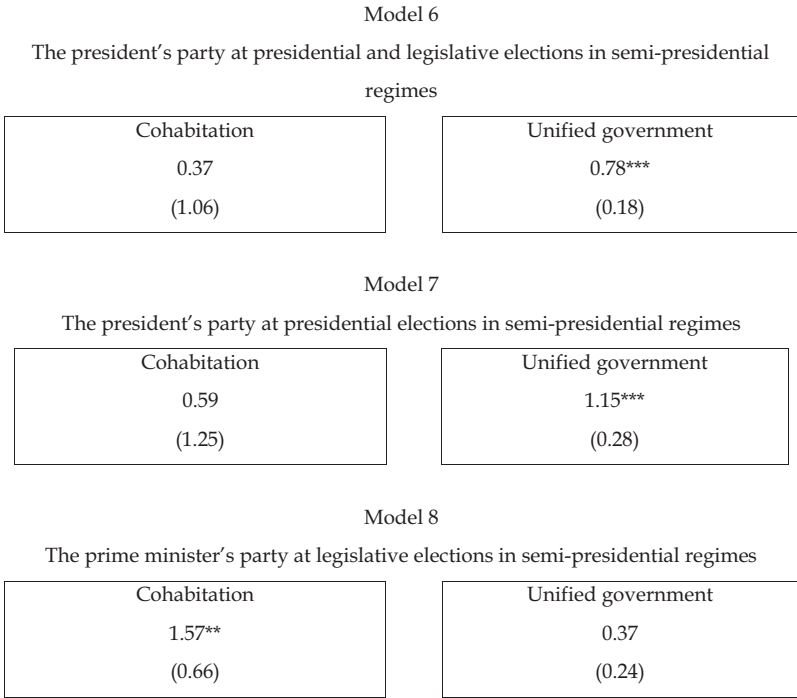 Model 6
The president’s party at presidential and legislative elections in semi-presidential
regimes
Cohabitation
0.37
(1.06)
Unified government
0.78***
(0.18)
Model 7
The president’s party at presidential elections in semi-presidential regimes
Cohabitation
0.59
(1.25)
Unified government
1.15***
(0.28)
Model 8
The prime minister’s party at legislative elections in semi-presidential regimes
Cohabitation
1.57**
(0.66)
Unified government
0.37
(0.24)